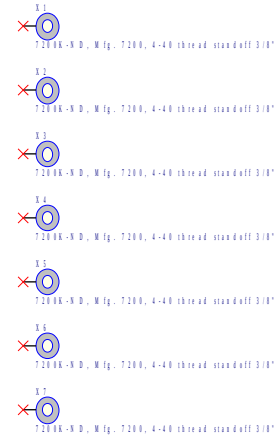 X1
7200K-ND, Mfg. 7200, 4-40 thread standoff 3/8"
X2
7200K-ND, Mfg. 7200, 4-40 thread standoff 3/8"
X3
7200K-ND, Mfg. 7200, 4-40 thread standoff 3/8"
X4
7200K-ND, Mfg. 7200, 4-40 thread standoff 3/8"
X5
7200K-ND, Mfg. 7200, 4-40 thread standoff 3/8"
X6
7200K-ND, Mfg. 7200, 4-40 thread standoff 3/8"
X7
7200K-ND, Mfg. 7200, 4-40 thread standoff 3/8"